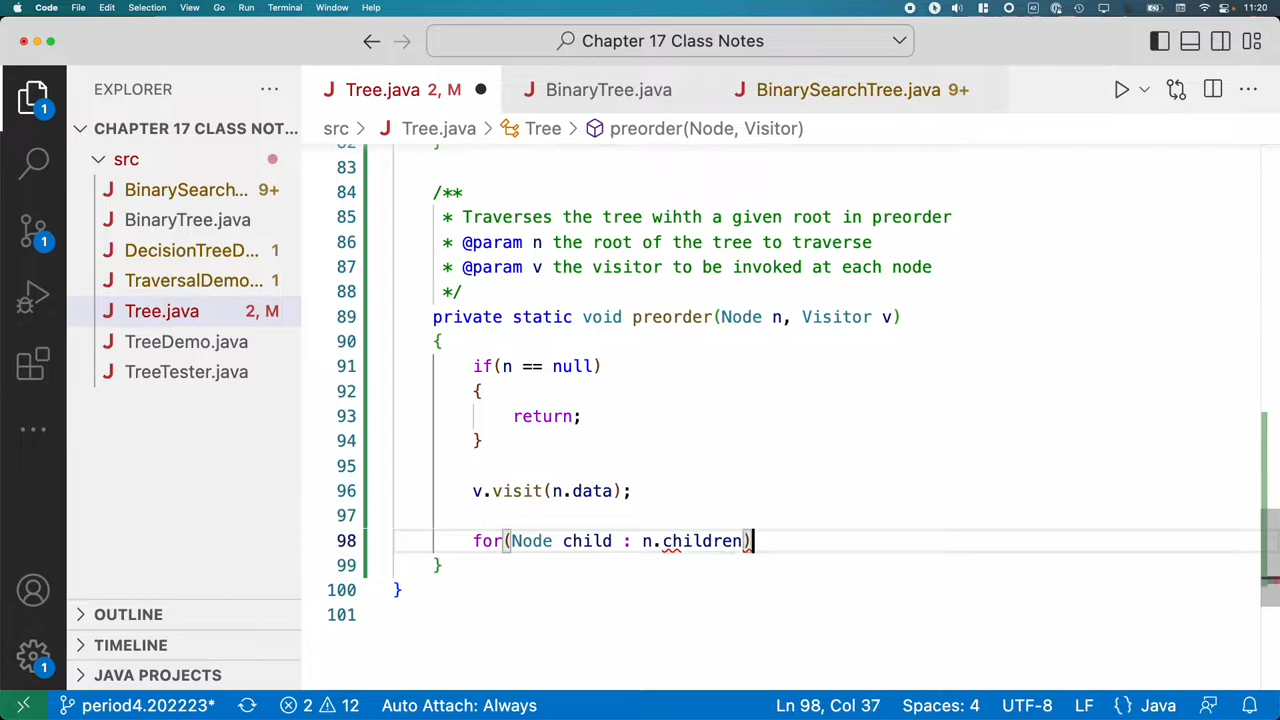 Code File Edit Selection View Go Run Terminal Window Help 11:20
Chapter 17 Class Notes
EXPLORER
Tree.java 2, M
BinaryTree.java
BinarySearchTree.java 9+
CHAPTER 17 CLASS NOT...
src > Tree.java > Tree > preorder(Node, Visitor)
src
BinarySearch... 9+
BinaryTree.java
DecisionTreeD... 1
TraversalDemo... 1
Tree.java 2, M
TreeDemo.java
TreeTester.java
OUTLINE
TIMELINE
JAVA PROJECTS
1
1
1
82 }
83
84 /**
85 * Traverses the tree wihth a given root in preorder
86 * @param n the root of the tree to traverse
87 * @param v the visitor to be invoked at each node
88 */
89 private static void preorder(Node n, Visitor v)
90 {
91 if(n == null)
92 {
93 return;
94 }
95
96 v.visit(n.data);
97
98 for(Node child : n.children)
99 }
100 }
101
period4.202223* 2 12 Auto Attach: Always Ln 98, Col 37 Spaces: 4 UTF-8 LF {} Java